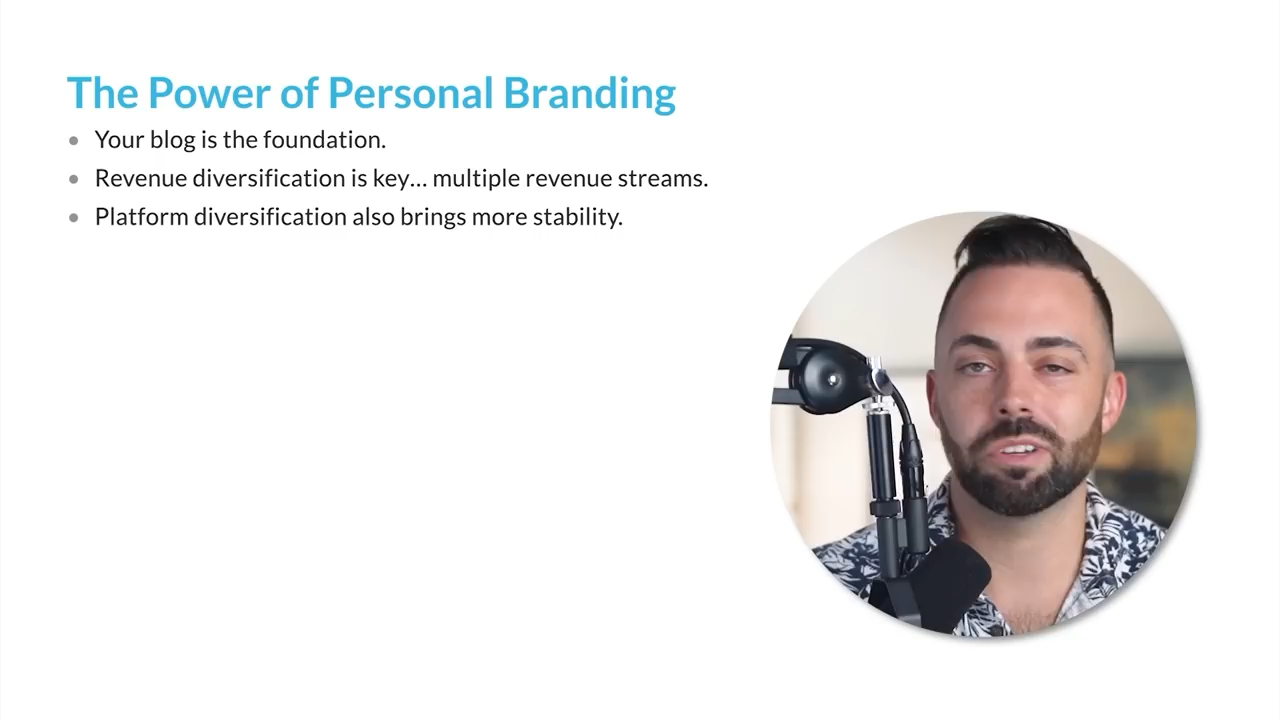 The Power of Personal Branding
Your blog is the foundation.
Revenue diversification is key... multiple revenue streams.
Platform diversification also brings more stability.